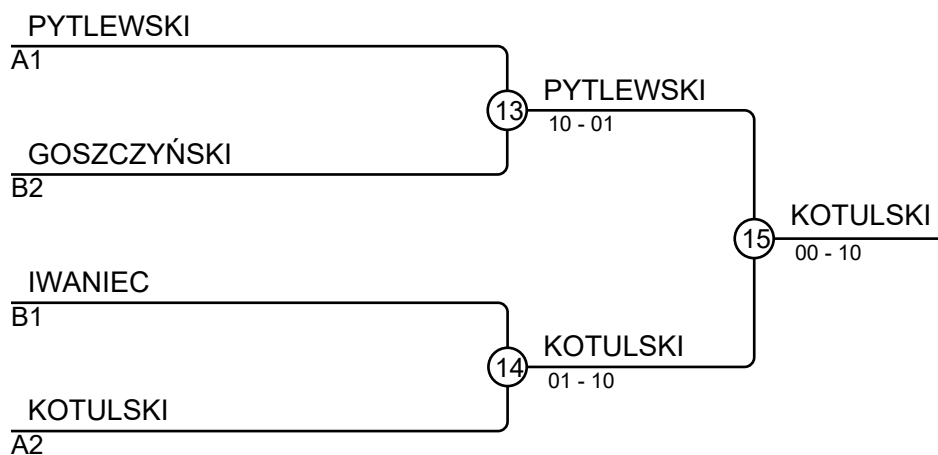 PYTLEWSKI
A1
13
PYTLEWSKI
10 - 01
GOSZCZYŃSKI
B2
15
KOTULSKI
00 - 10
IWANIEC
B1
14
KOTULSKI
01 - 10
KOTULSKI
A2